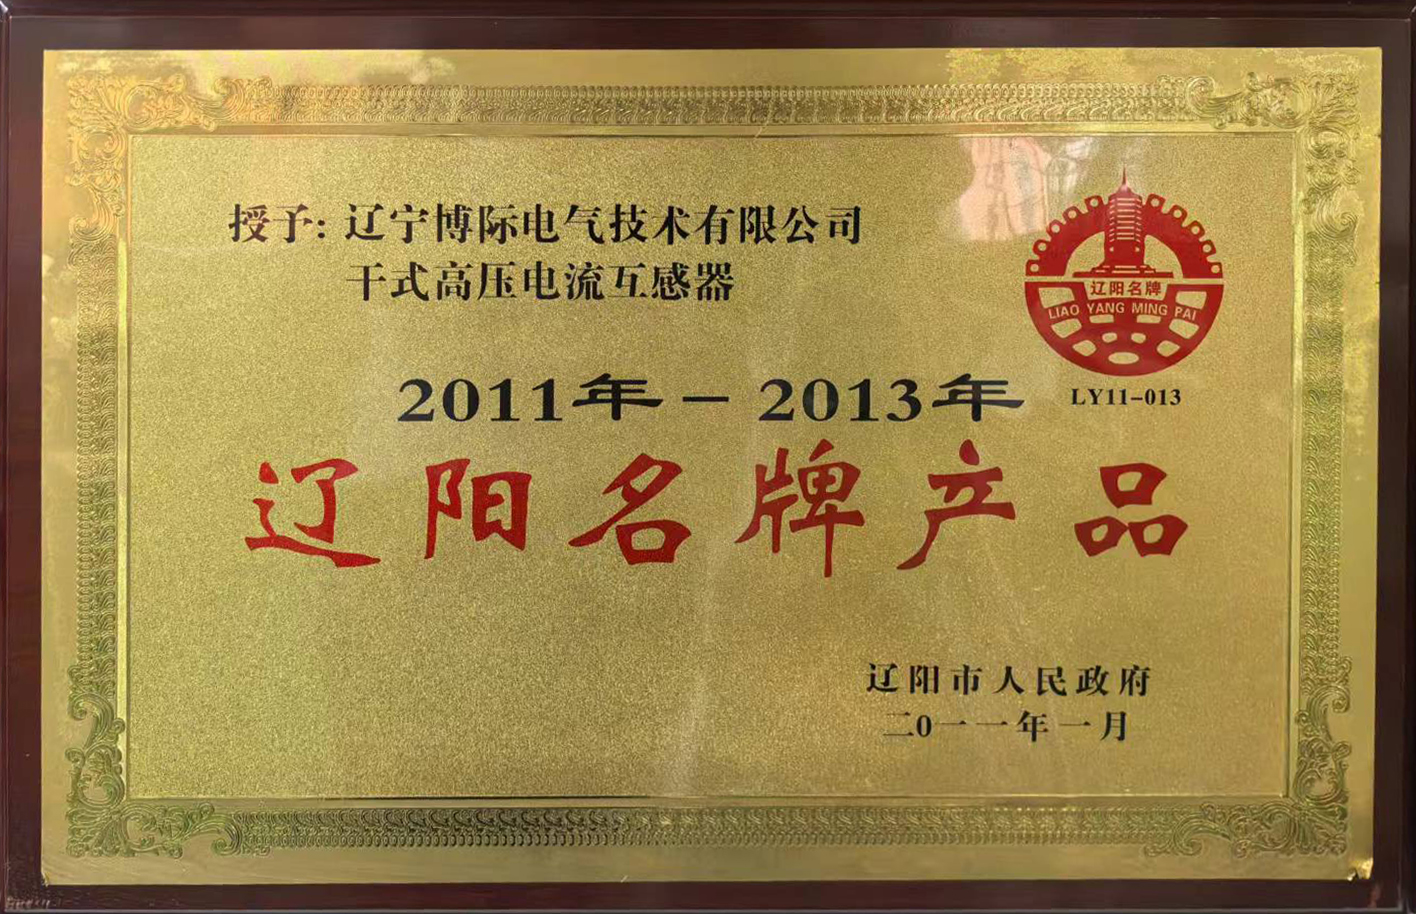 授予: 辽宁博际电气技术有限公司
干式高压电流互感器
辽阳名牌
LIAO YANG MING PAI
LY11-013
2011年－2013年
辽阳名牌产品
辽阳市人民政府
二0一一年一月